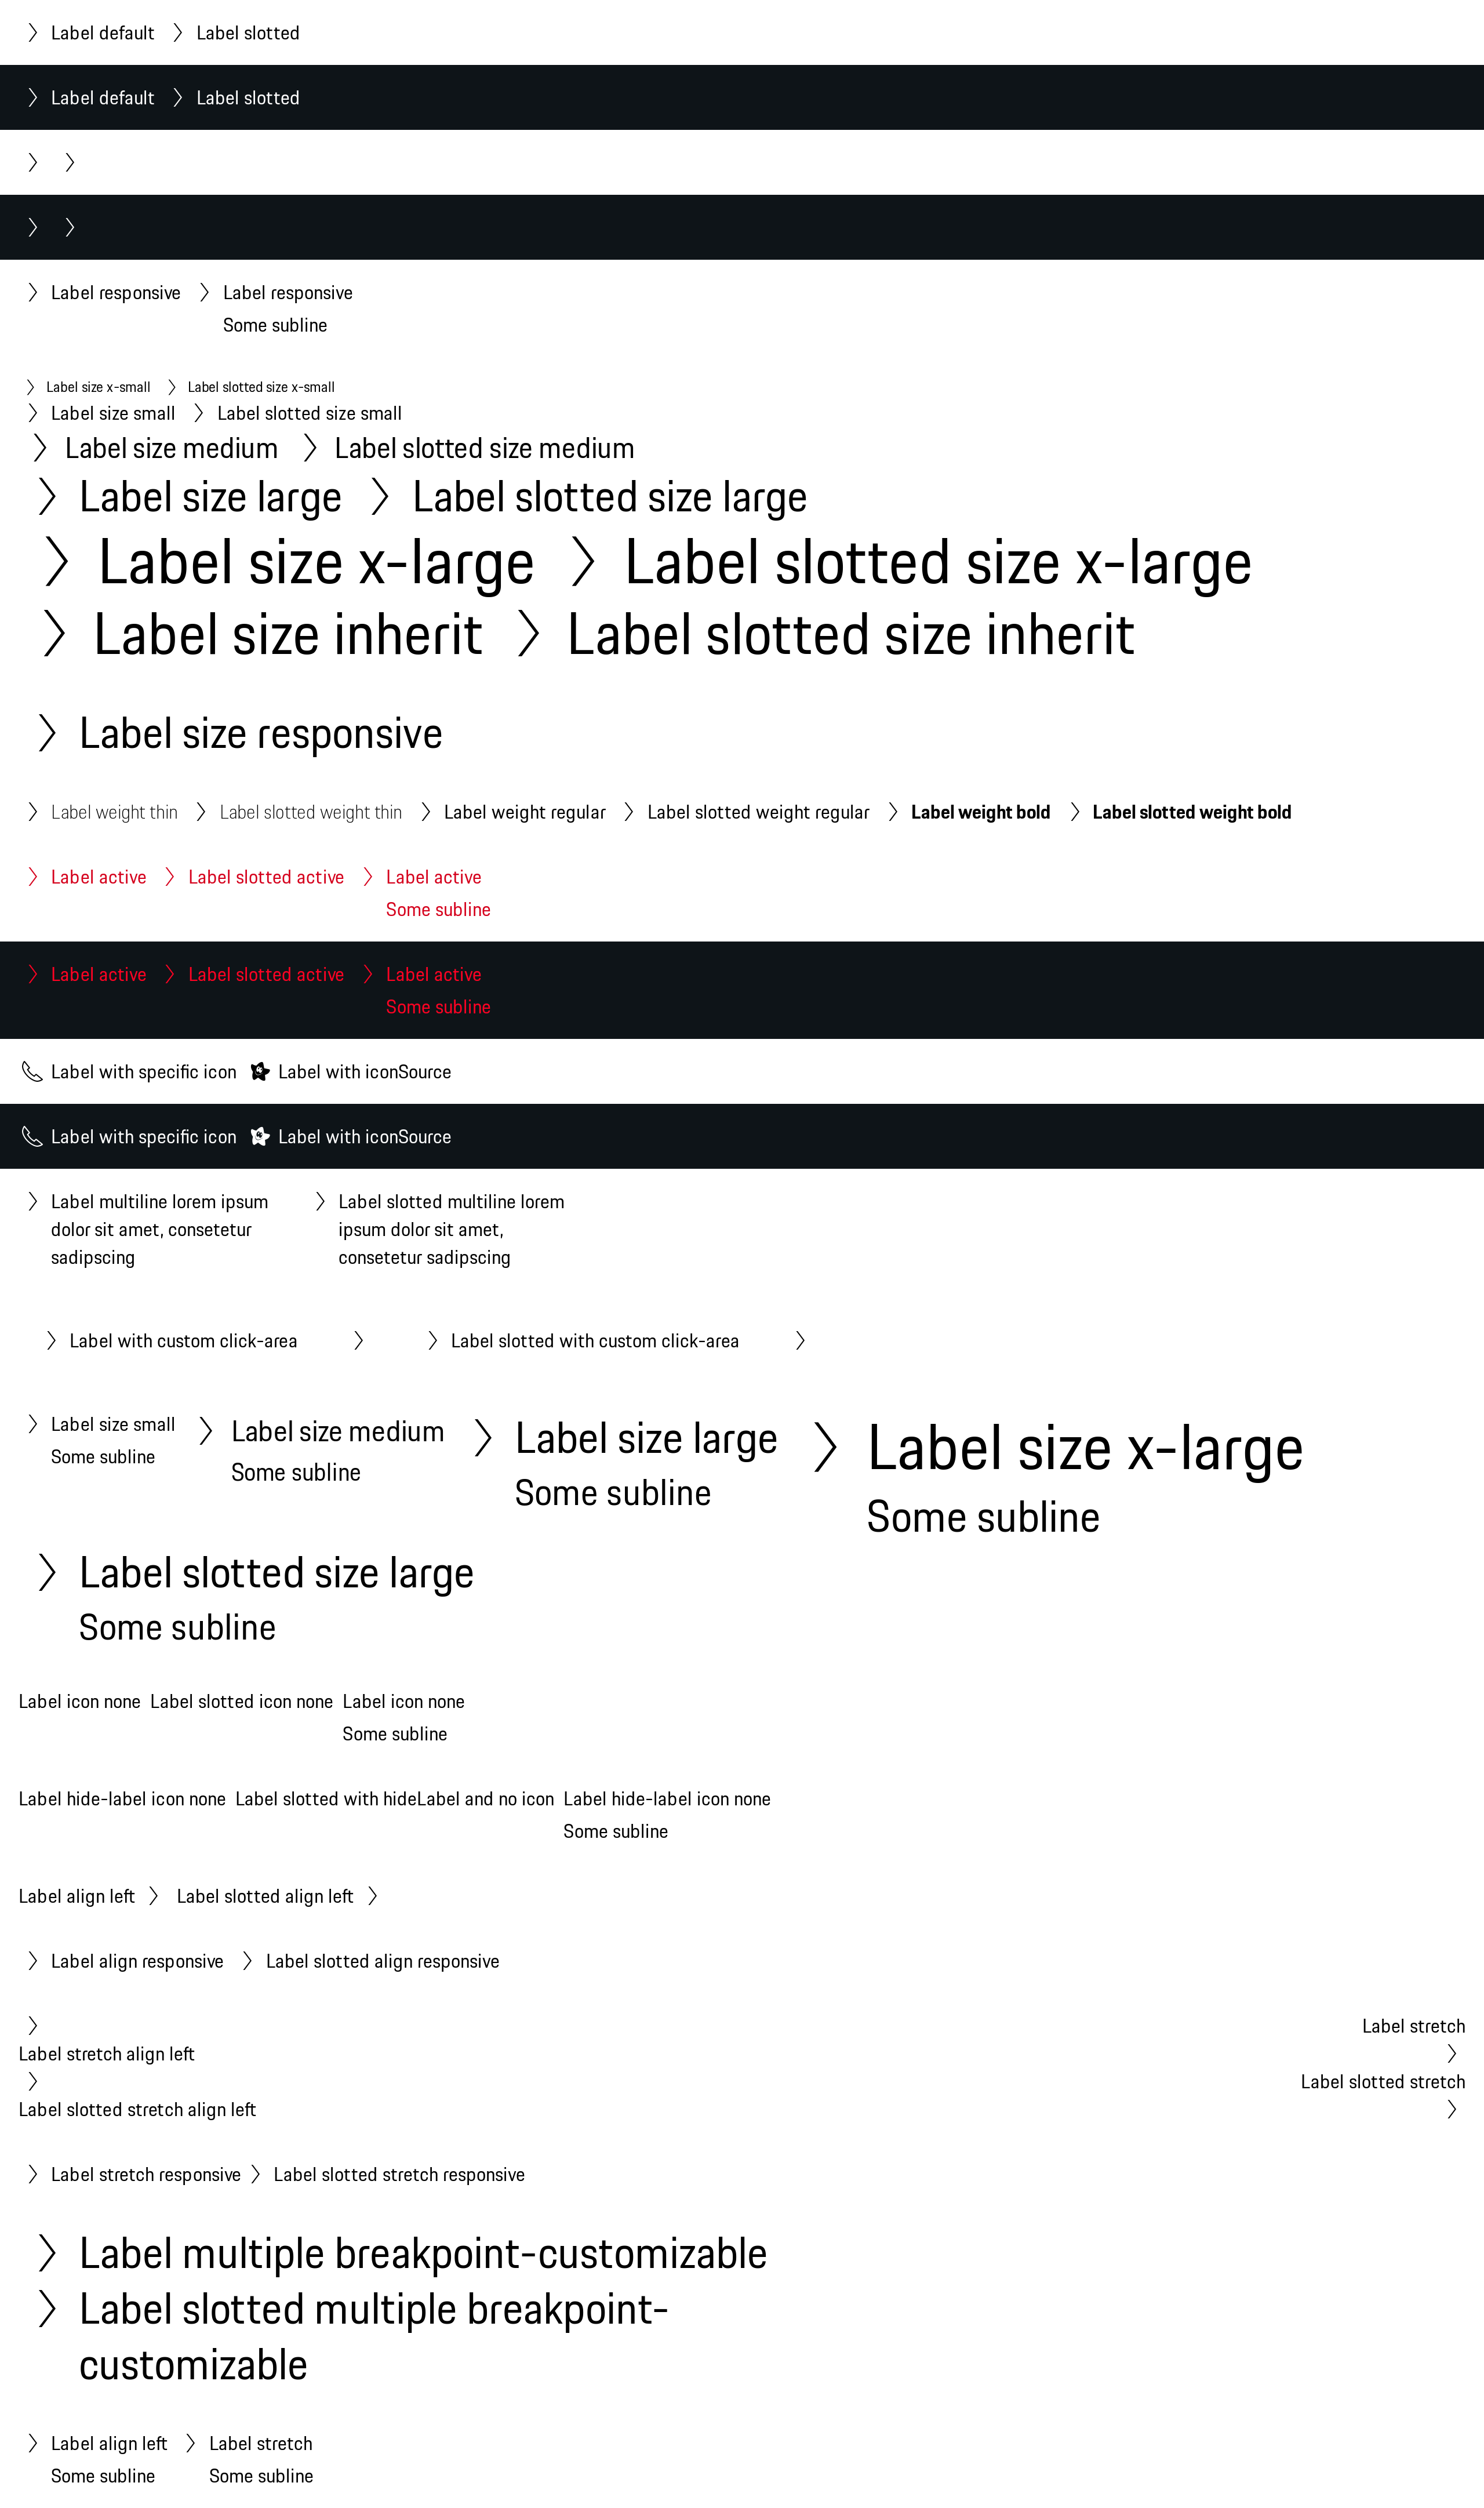 Label default Label slotted
Label default Label slotted
Label responsive Label responsive
Some subline
Label size x-small Label slotted size x-small
Label size small Label slotted size small
Label size medium Label slotted size medium
Label size large Label slotted size large
Label size x-large Label slotted size x-large
Label size inherit Label slotted size inherit
Label size responsive
Label weight thin Label slotted weight thin Label weight regular Label slotted weight regular Label weight bold Label slotted weight bold
Label active Label slotted active Label active
Some subline
Label active Label slotted active Label active
Some subline
Label with specific icon Label with iconSource
Label with specific icon Label with iconSource
Label multiline lorem ipsum
dolor sit amet, consetetur
sadipscing
Label slotted multiline lorem
ipsum dolor sit amet,
consetetur sadipscing
Label with custom click-area Label slotted with custom click-area
Label size small
Some subline
Label size medium
Some subline
Label size large
Some subline
Label size x-large
Some subline
Label slotted size large
Some subline
Label icon none Label slotted icon none Label icon none
Some subline
Label hide-label icon none Label slotted with hideLabel and no icon Label hide-label icon none
Some subline
Label align left Label slotted align left
Label align responsive Label slotted align responsive
Label stretch
Label stretch align left
Label slotted stretch
Label slotted stretch align left
Label stretch responsive Label slotted stretch responsive
Label multiple breakpoint-customizable
Label slotted multiple breakpoint-
customizable
Label align left Label stretch
Some subline Some subline